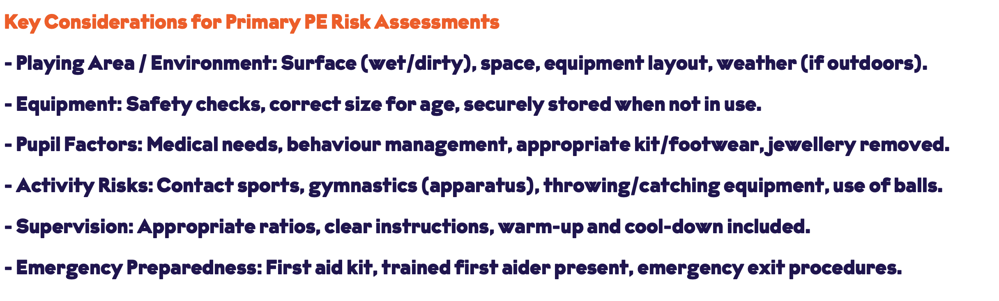 Key Considerations for Primary PE Risk Assessments
- Playing Area / Environment: Surface (wet/dirty), space, equipment layout, weather (if outdoors).
- Equipment: Safety checks, correct size for age, securely stored when not in use.
- Pupil Factors: Medical needs, behaviour management, appropriate kit/footwear, jewellery removed.
- Activity Risks: Contact sports, gymnastics (apparatus), throwing/catching equipment, use of balls.
- Supervision: Appropriate ratios, clear instructions, warm-up and cool-down included.
- Emergency Preparedness: First aid kit, trained first aider present, emergency exit procedures.